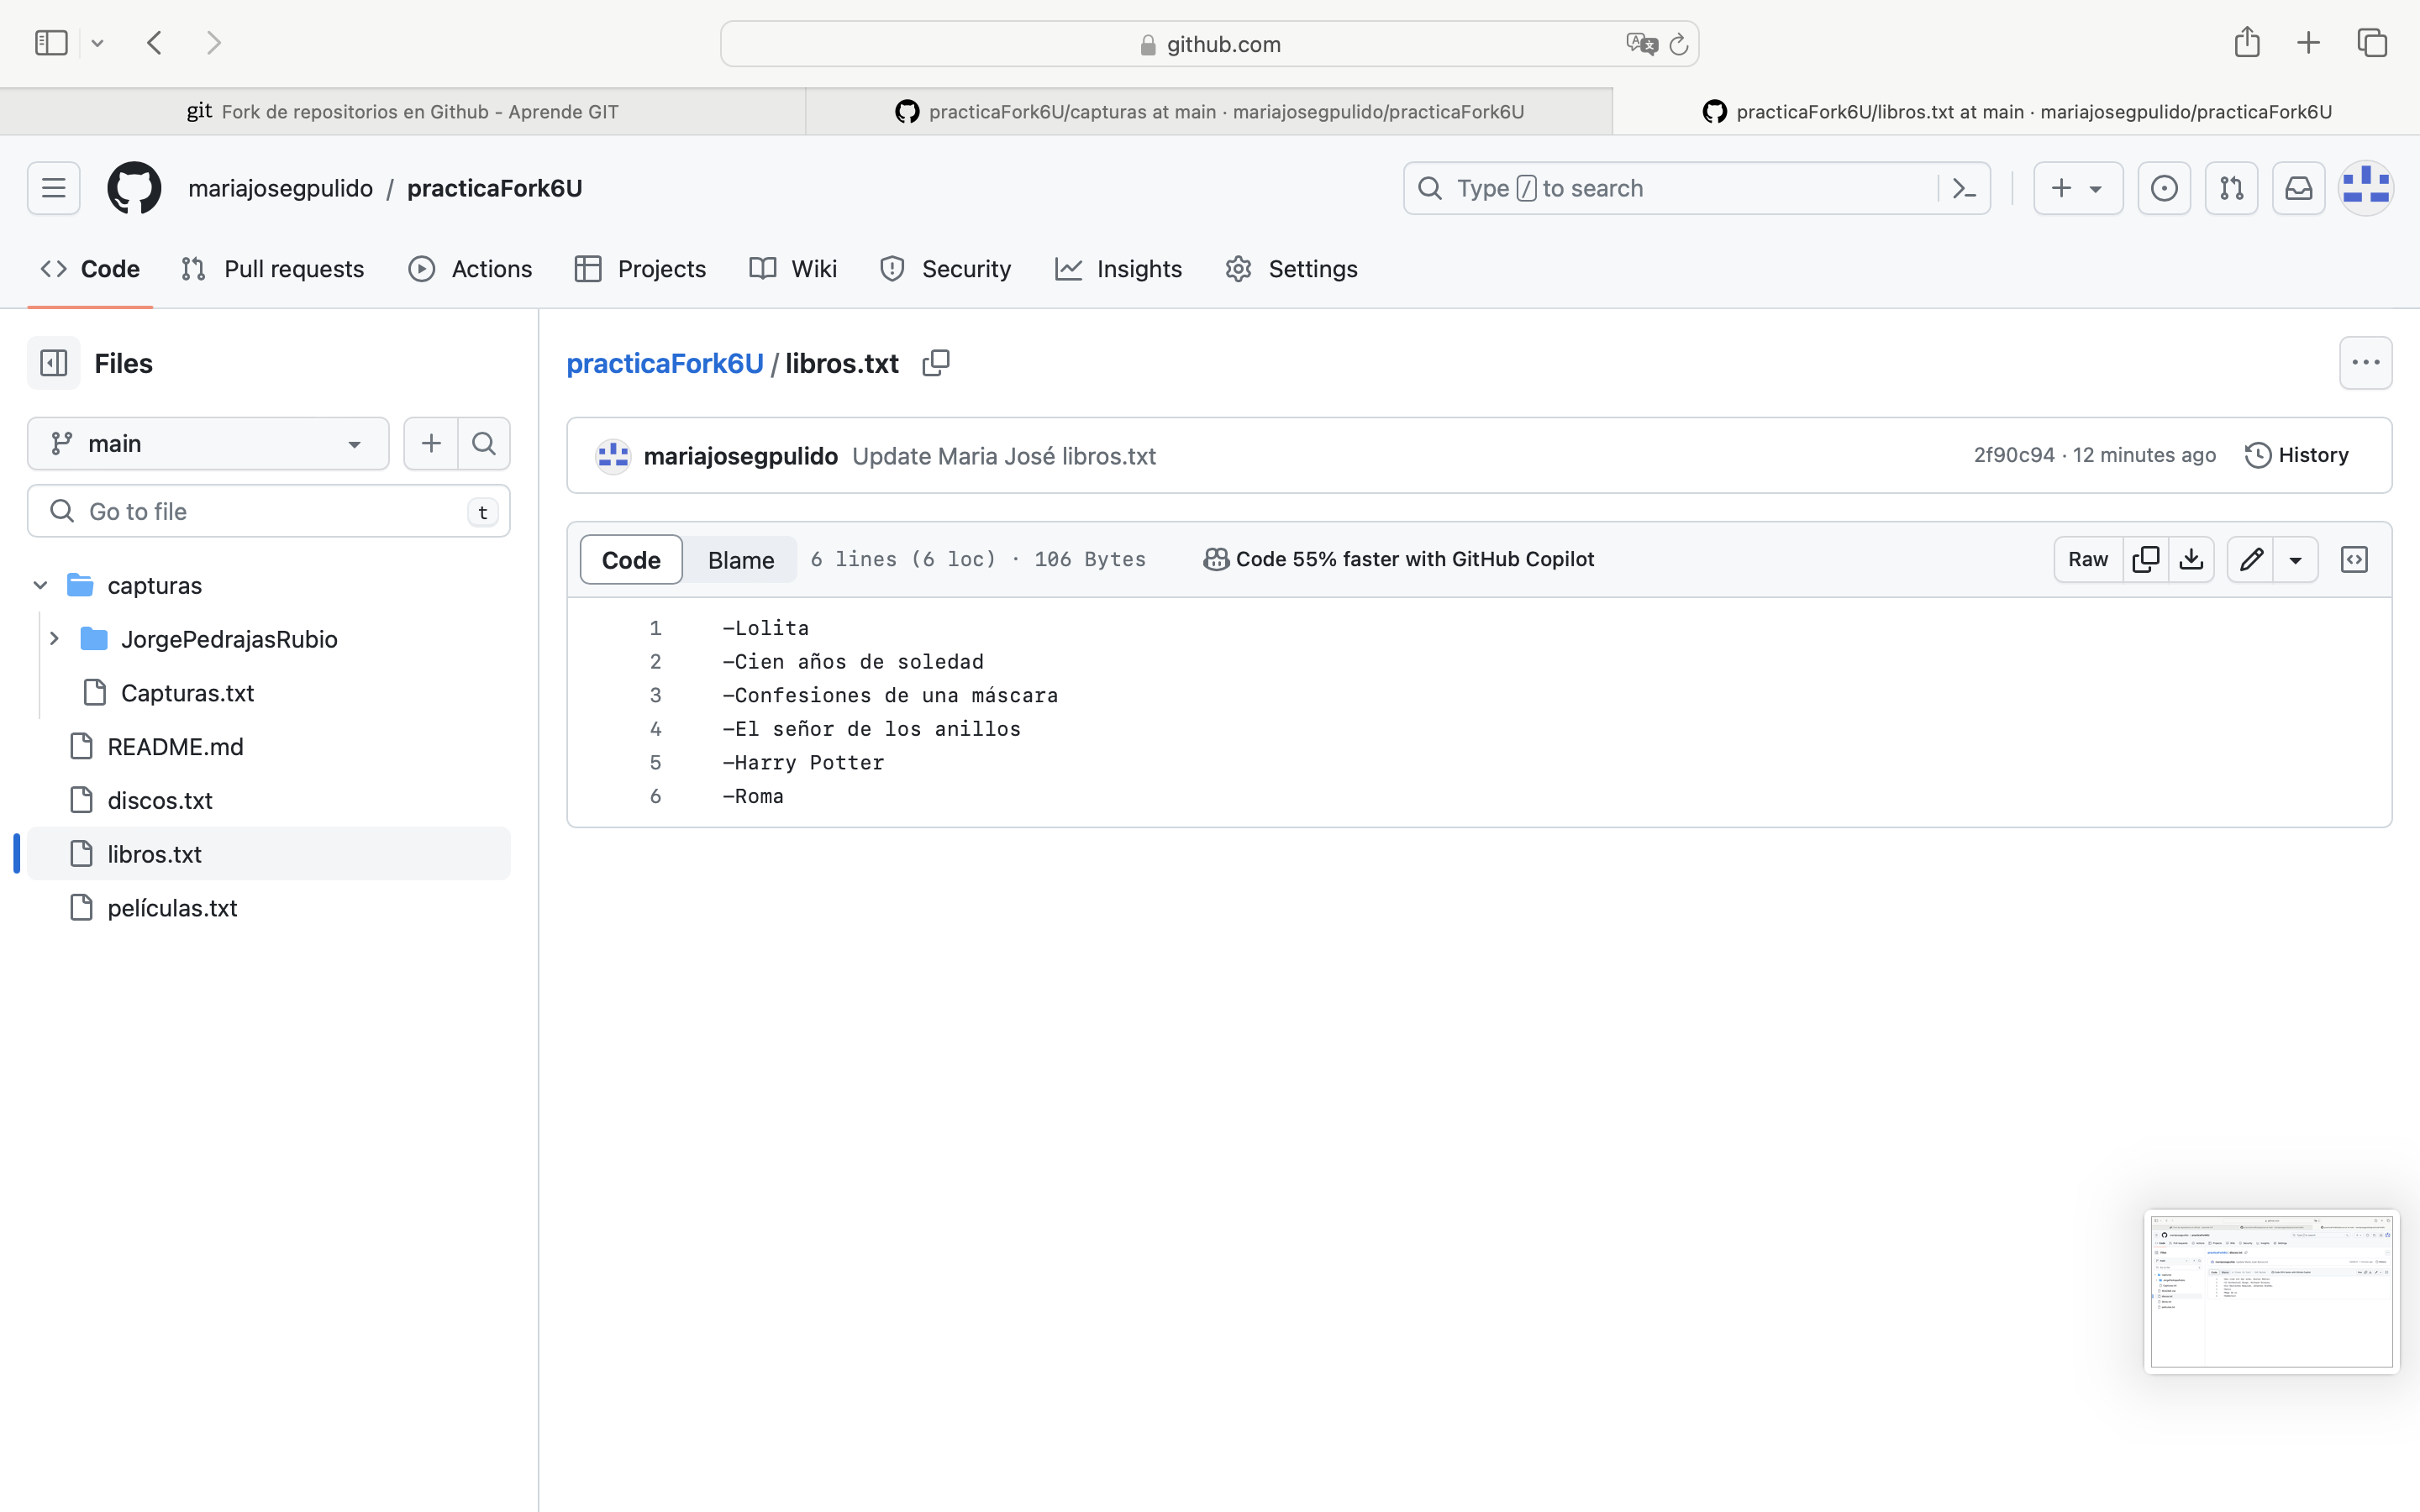 github.com
git Fork de repositorios en Github - Aprende GIT
practicaFork6U/capturas at main · mariajosegpulido/practicaFork6U
practicaFork6U/libros.txt at main · mariajosegpulido/practicaFork6U
mariajosegpulido / practicaFork6U
Type / to search
Code
Pull requests
Actions
Projects
Wiki
Security
Insights
Settings
Files
main
Go to file
t
capturas
JorgePedrajasRubio
Capturas.txt
README.md
discos.txt
libros.txt
películas.txt
practicaFork6U / libros.txt
mariajosegpulido Update Maria José libros.txt
2f90c94 · 12 minutes ago
History
Code
Blame
6 lines (6 loc) · 106 Bytes
Code 55% faster with GitHub Copilot
Raw
1 –Lolita
2 –Cien años de soledad
3 –Confesiones de una máscara
4 –El señor de los anillos
5 –Harry Potter
6 –Roma